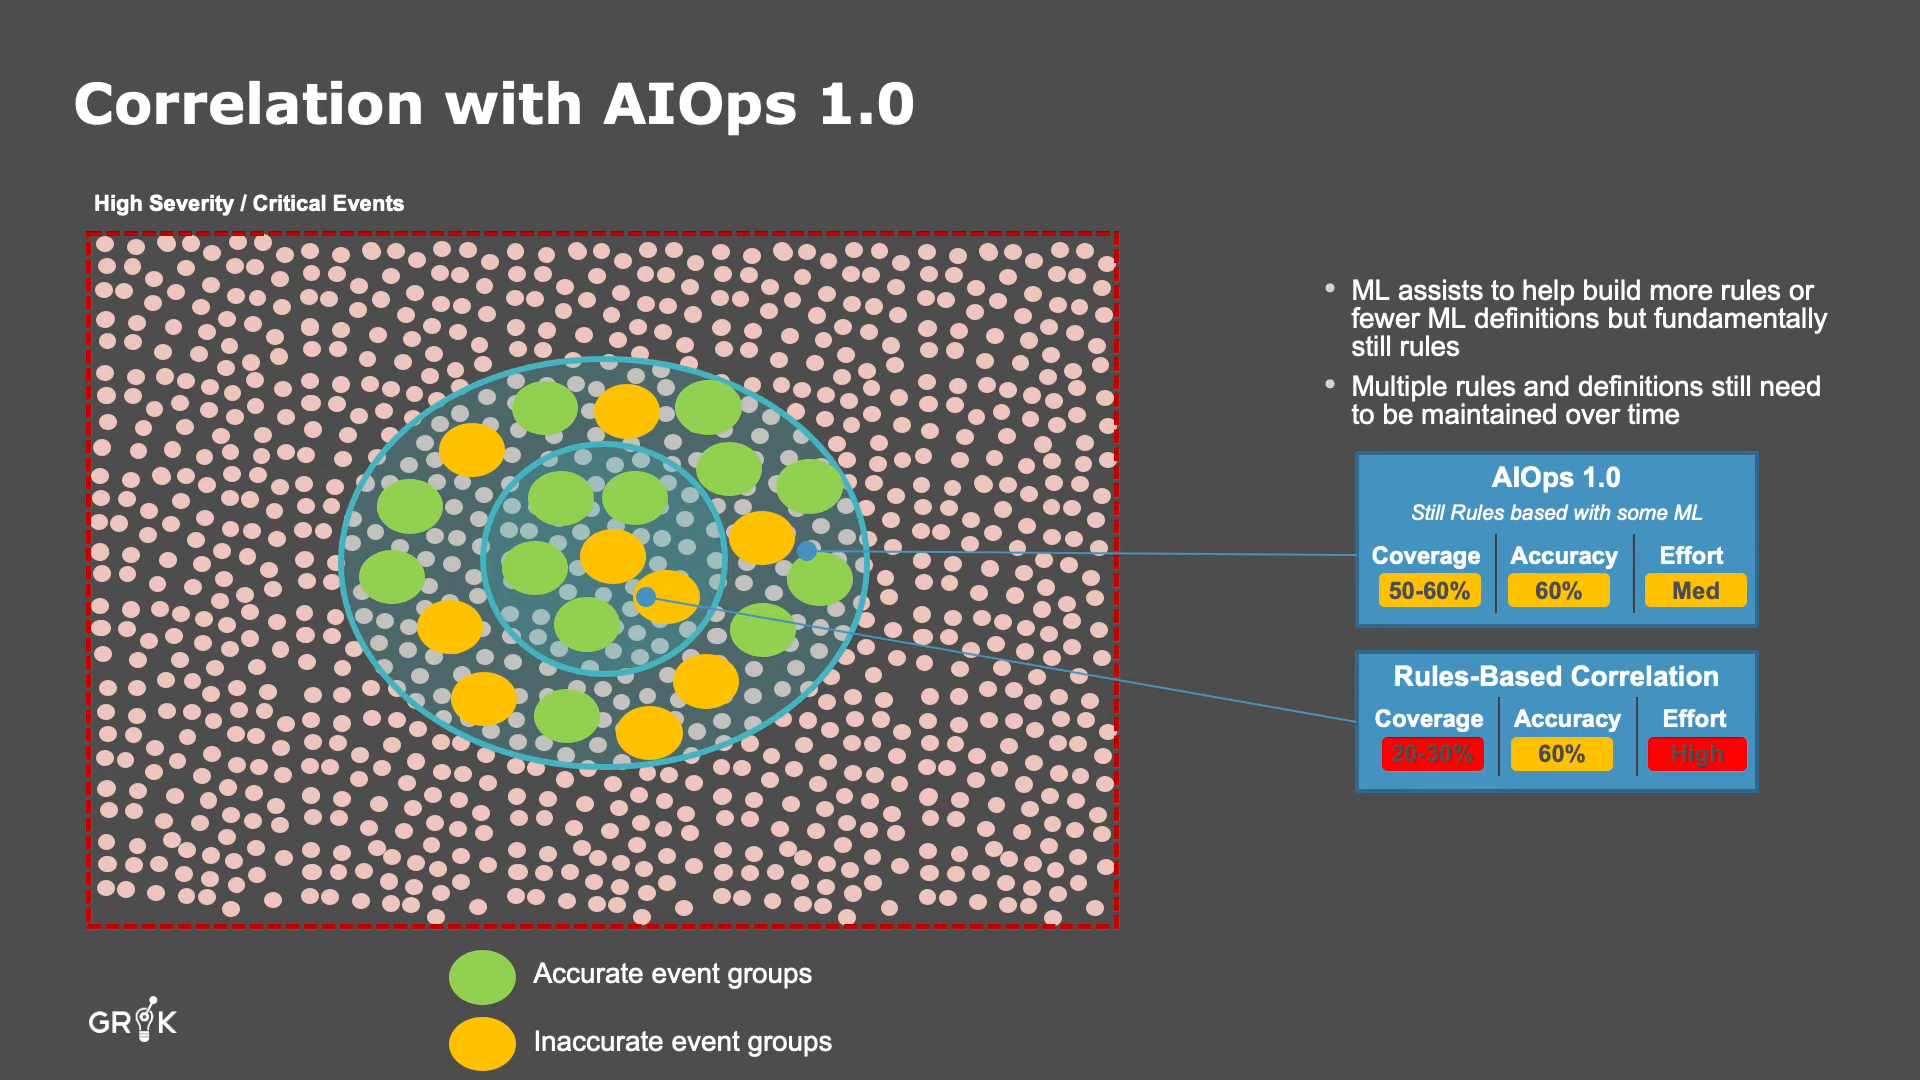 Correlation with AIOps 1.0
High Severity / Critical Events
• ML assists to help build more rules or
fewer ML definitions but fundamentally
still rules
• Multiple rules and definitions still need
to be maintained over time
AIOps 1.0
Still Rules based with some ML
Coverage Accuracy Effort
50-60% 60% Med
Rules-Based Correlation
Coverage Accuracy Effort
20-30% 60% High
Accurate event groups
Inaccurate event groups
GROK